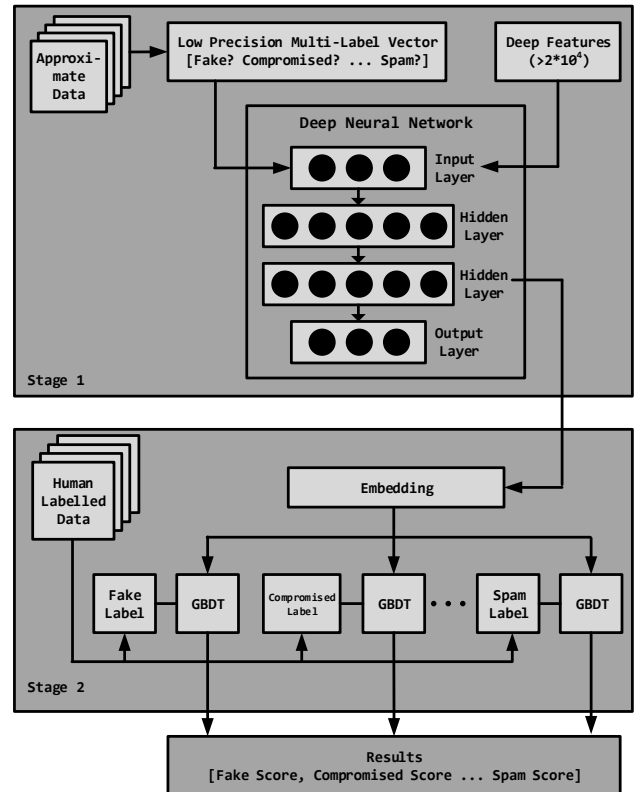 Approxi-
mate
Data
Low Precision Multi-Label Vector
[Fake? Compromised? ... Spam?]
Deep Features
(>2*10⁴)
Deep Neural Network
Input
Layer
Hidden
Layer
Hidden
Layer
Output
Layer
Stage 1
Human
Labelled
Data
Embedding
Fake
Label
GBDT
Compromised
Label
GBDT
...
Spam
Label
GBDT
Stage 2
Results
[Fake Score, Compromised Score ... Spam Score]